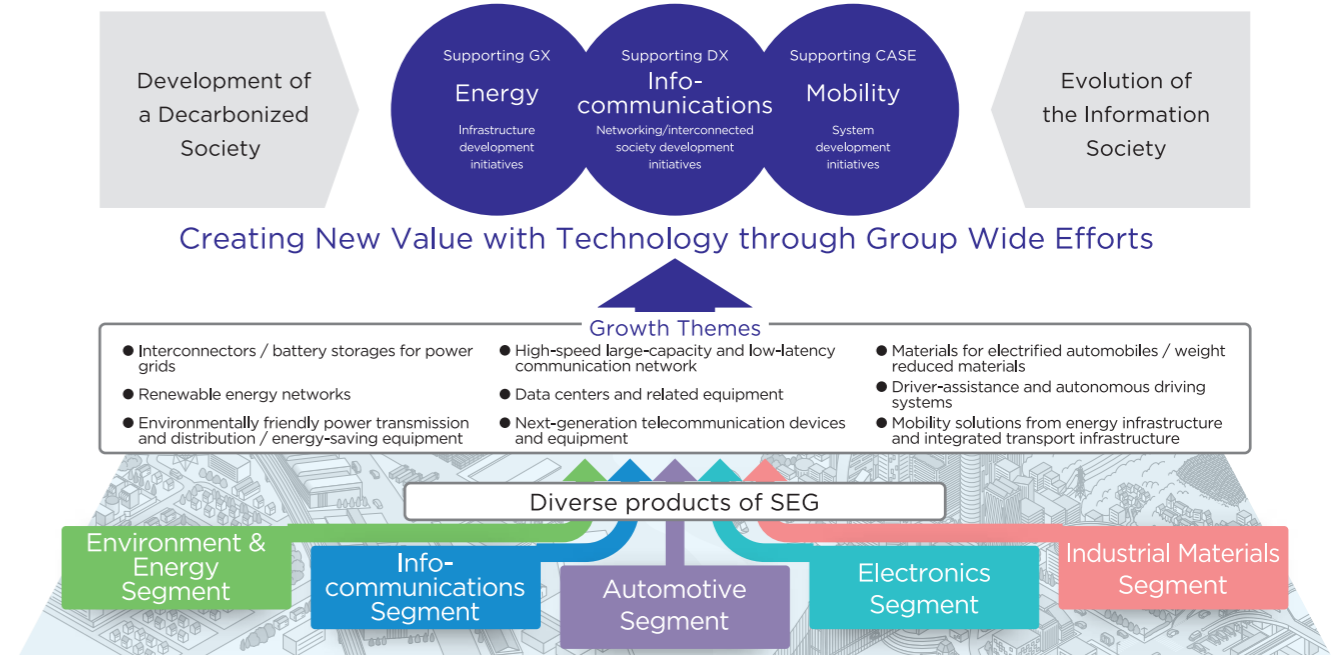 Development of
a Decarbonized
Society
Supporting GX
Energy
Infrastructure
development
initiatives
Supporting DX
Info-
communications
Networking/interconnected
society development
initiatives
Supporting CASE
Mobility
System
development
initiatives
Evolution of
the Information
Society
Creating New Value with Technology through Group Wide Efforts
Growth Themes
● Interconnectors / battery storages for power
grids
● Renewable energy networks
● Environmentally friendly power transmission
and distribution / energy-saving equipment
● High-speed large-capacity and low-latency
communication network
● Data centers and related equipment
● Next-generation telecommunication devices
and equipment
● Materials for electrified automobiles / weight
reduced materials
● Driver-assistance and autonomous driving
systems
● Mobility solutions from energy infrastructure
and integrated transport infrastructure
Diverse products of SEG
Environment &
Energy
Segment
Info-
communications
Segment
Automotive
Segment
Electronics
Segment
Industrial Materials
Segment